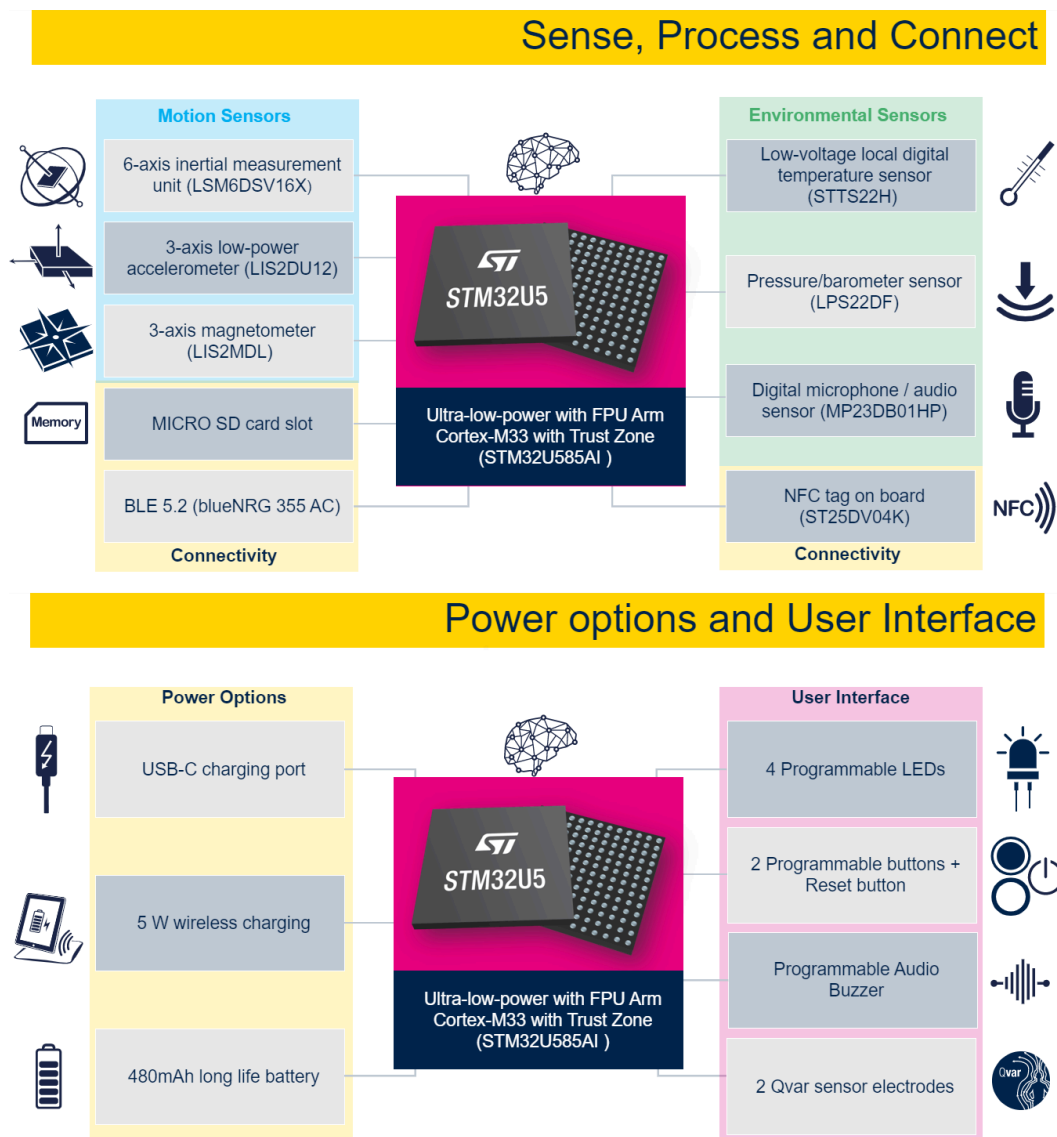 Sense, Process and Connect
Motion Sensors
6-axis inertial measurement
unit (LSM6DSV16X)
3-axis low-power
accelerometer (LIS2DU12)
3-axis magnetometer
(LIS2MDL)
Memory
MICRO SD card slot
BLE 5.2 (blueNRG 355 AC)
Connectivity
ST
STM32U5
Ultra-low-power with FPU Arm
Cortex-M33 with Trust Zone
(STM32U585AI )
Environmental Sensors
Low-voltage local digital
temperature sensor
(STTS22H)
Pressure/barometer sensor
(LPS22DF)
Digital microphone / audio
sensor (MP23DB01HP)
NFC tag on board
(ST25DV04K)
NFC
Connectivity
Power options and User Interface
Power Options
USB-C charging port
5 W wireless charging
480mAh long life battery
ST
STM32U5
Ultra-low-power with FPU Arm
Cortex-M33 with Trust Zone
(STM32U585AI )
User Interface
4 Programmable LEDs
2 Programmable buttons +
Reset button
Programmable Audio
Buzzer
2 Qvar sensor electrodes
Qvar